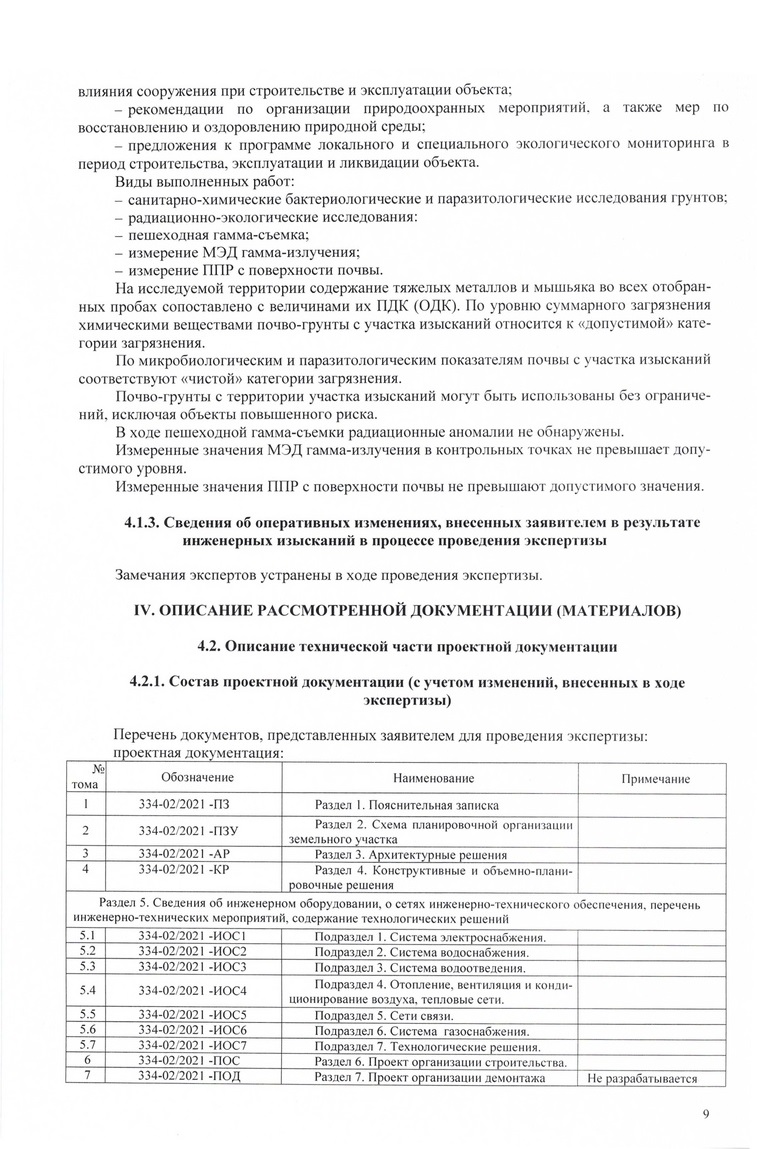 влияния сооружения при строительстве и эксплуатации объекта;
– рекомендации по организации природоохранных мероприятий, а также мер по
восстановлению и оздоровлению природной среды;
– предложения к программе локального и специального экологического мониторинга в
период строительства, эксплуатации и ликвидации объекта.
Виды выполненных работ:
– санитарно-химические бактериологические и паразитологические исследования грунтов;
– радиационно-экологические исследования:
– пешеходная гамма-съемка;
– измерение МЭД гамма-излучения;
– измерение ППР с поверхности почвы.
На исследуемой территории содержание тяжелых металлов и мышьяка во всех отобран-
ных пробах сопоставлено с величинами их ПДК (ОДК). По уровню суммарного загрязнения
химическими веществами почво-грунты с участка изысканий относится к «допустимой» кате-
гории загрязнения.
По микробиологическим и паразитологическим показателям почвы с участка изысканий
соответствуют «чистой» категории загрязнения.
Почво-грунты с территории участка изысканий могут быть использованы без ограниче-
ний, исключая объекты повышенного риска.
В ходе пешеходной гамма-съемки радиационные аномалии не обнаружены.
Измеренные значения МЭД гамма-излучения в контрольных точках не превышает допу-
стимого уровня.
Измеренные значения ППР с поверхности почвы не превышают допустимого значения.
4.1.3. Сведения об оперативных изменениях, внесенных заявителем в результате
инженерных изысканий в процессе проведения экспертизы
Замечания экспертов устранены в ходе проведения экспертизы.
IV. ОПИСАНИЕ РАССМОТРЕННОЙ ДОКУМЕНТАЦИИ (МАТЕРИАЛОВ)
4.2. Описание технической части проектной документации
4.2.1. Состав проектной документации (с учетом изменений, внесенных в ходе
экспертизы)
Перечень документов, представленных заявителем для проведения экспертизы:
проектная документация:
№ тома Обозначение Наименование Примечание
1 334-02/2021 -ПЗ Раздел 1. Пояснительная записка
2 334-02/2021 -ПЗУ Раздел 2. Схема планировочной организации
земельного участка
3 334-02/2021 -АР Раздел 3. Архитектурные решения
4 334-02/2021 -КР Раздел 4. Конструктивные и объемно-плани-
ровочные решения
Раздел 5. Сведения об инженерном оборудовании, о сетях инженерно-технического обеспечения, перечень
инженерно-технических мероприятий, содержание технологических решений
5.1 334-02/2021 -ИОС1 Подраздел 1. Система электроснабжения.
5.2 334-02/2021 -ИОС2 Подраздел 2. Система водоснабжения.
5.3 334-02/2021 -ИОС3 Подраздел 3. Система водоотведения.
5.4 334-02/2021 -ИОС4 Подраздел 4. Отопление, вентиляция и конди-
ционирование воздуха, тепловые сети.
5.5 334-02/2021 -ИОС5 Подраздел 5. Сети связи.
5.6 334-02/2021 -ИОС6 Подраздел 6. Система газоснабжения.
5.7 334-02/2021 -ИОС7 Подраздел 7. Технологические решения.
6 334-02/2021 -ПОС Раздел 6. Проект организации строительства.
7 334-02/2021 -ПОД Раздел 7. Проект организации демонтажа Не разрабатывается
9